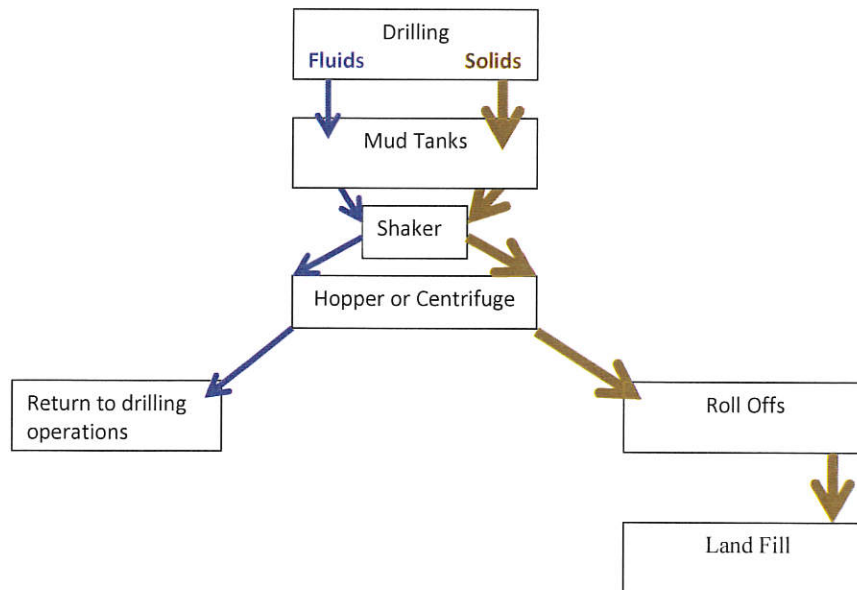 Drilling
Fluids Solids
Mud Tanks
Shaker
Hopper or Centrifuge
Return to drilling
operations
Roll Offs
Land Fill